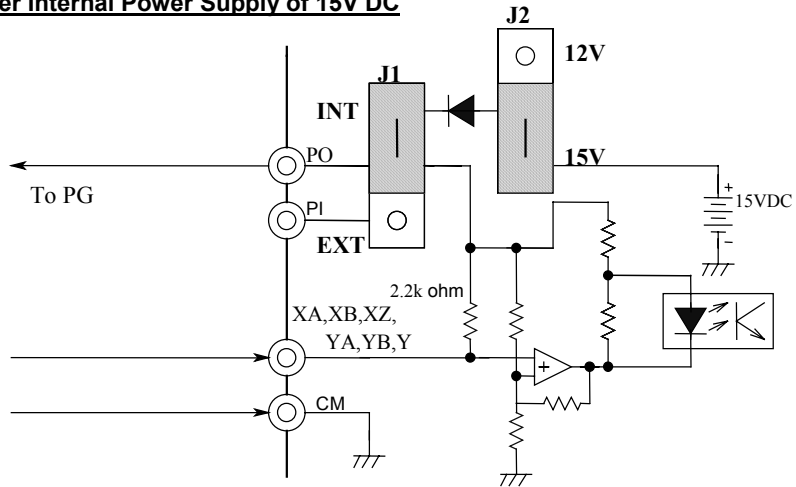 er Internal Power Supply of 15V DC
J2
12V
J1
INT
PO
15V
To PG
+
15VDC
−
PI
EXT
2.2k ohm
XA,XB,XZ,
YA,YB,Y
+
CM